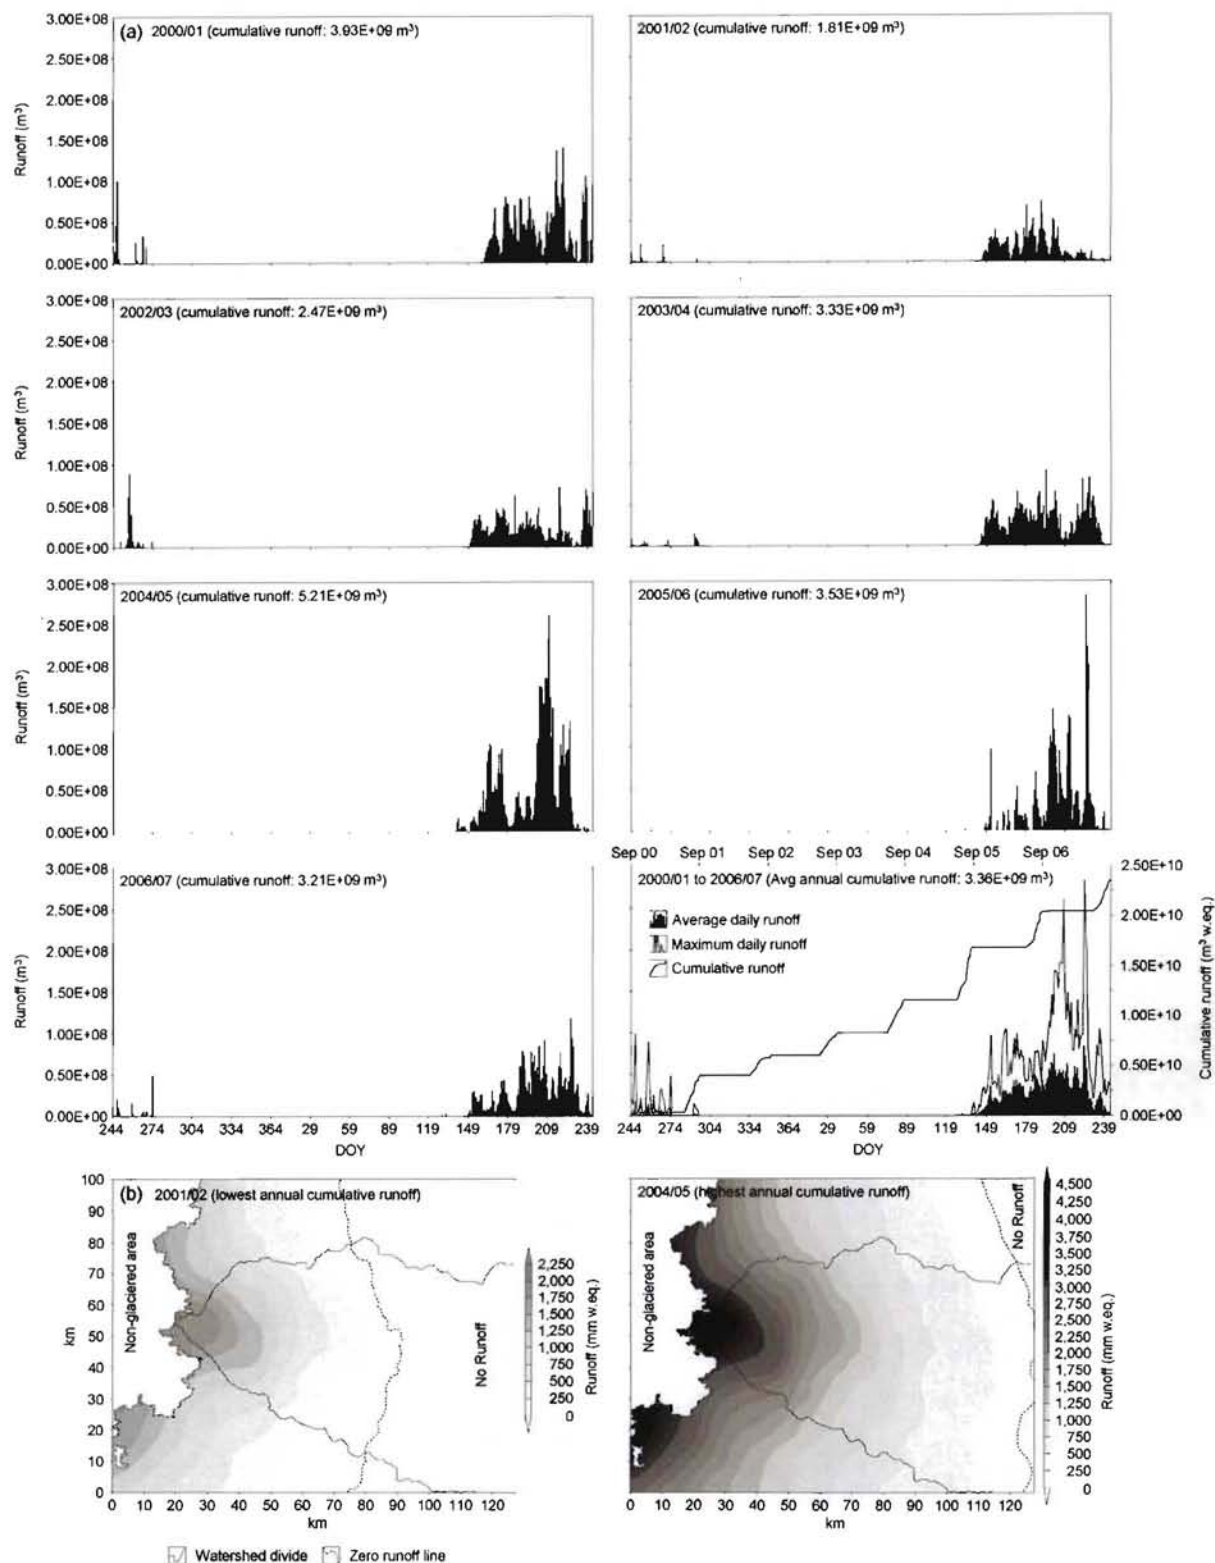 (a) 2000/01 (cumulative runoff: 3.93E+09 m³)
3.00E+08
2.50E+08
2.00E+08
1.50E+08
1.00E+08
0.50E+08
0.00E+00
Runoff (m³)
2001/02 (cumulative runoff: 1.81E+09 m³)
2002/03 (cumulative runoff: 2.47E+09 m³)
3.00E+08
2.50E+08
2.00E+08
1.50E+08
1.00E+08
0.50E+08
0.00E+00
Runoff (m³)
2003/04 (cumulative runoff: 3.33E+09 m³)
2004/05 (cumulative runoff: 5.21E+09 m³)
3.00E+08
2.50E+08
2.00E+08
1.50E+08
1.00E+08
0.50E+08
0.00E+00
Runoff (m³)
2005/06 (cumulative runoff: 3.53E+09 m³)
2006/07 (cumulative runoff: 3.21E+09 m³)
3.00E+08
2.50E+08
2.00E+08
1.50E+08
1.00E+08
0.50E+08
0.00E+00
Runoff (m³)
244 274 304 334 364 29 59 89 119 149 179 209 239
DOY
Sep 00 Sep 01 Sep 02 Sep 03 Sep 04 Sep 05 Sep 06
2000/01 to 2006/07 (Avg annual cumulative runoff: 3.36E+09 m³)
Average daily runoff
Maximum daily runoff
Cumulative runoff
2.50E+10
2.00E+10
1.50E+10
1.00E+10
0.50E+10
0.00E+00
Cumulative runoff (m³ w.eq.)
244 274 304 334 364 29 59 89 119 149 179 209 239
DOY
(b) 2001/02 (lowest annual cumulative runoff)
100
90
80
70
60
50
40
30
20
10
0
km
Non-glaciered area
No Runoff
2,250
2,000
1,750
1,500
1,250
1,000
750
500
250
0
Runoff (mm w.eq.)
0 10 20 30 40 50 60 70 80 90 100 120
km
2004/05 (highest annual cumulative runoff)
Non-glaciered area
No Runoff
4,500
4,250
4,000
3,750
3,500
3,250
3,000
2,750
2,500
2,250
2,000
1,750
1,500
1,250
1,000
750
500
250
0
Runoff (mm w.eq.)
0 10 20 30 40 50 60 70 80 90 100 120
km
Watershed divide Zero runoff line